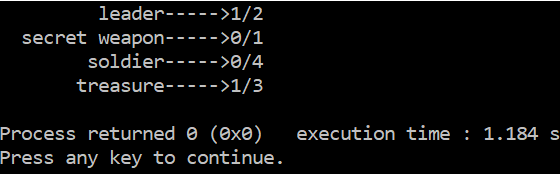 leader----->1/2
secret weapon----->0/1
soldier----->0/4
treasure----->1/3
Process returned 0 (0x0)   execution time : 1.184 s
Press any key to continue.